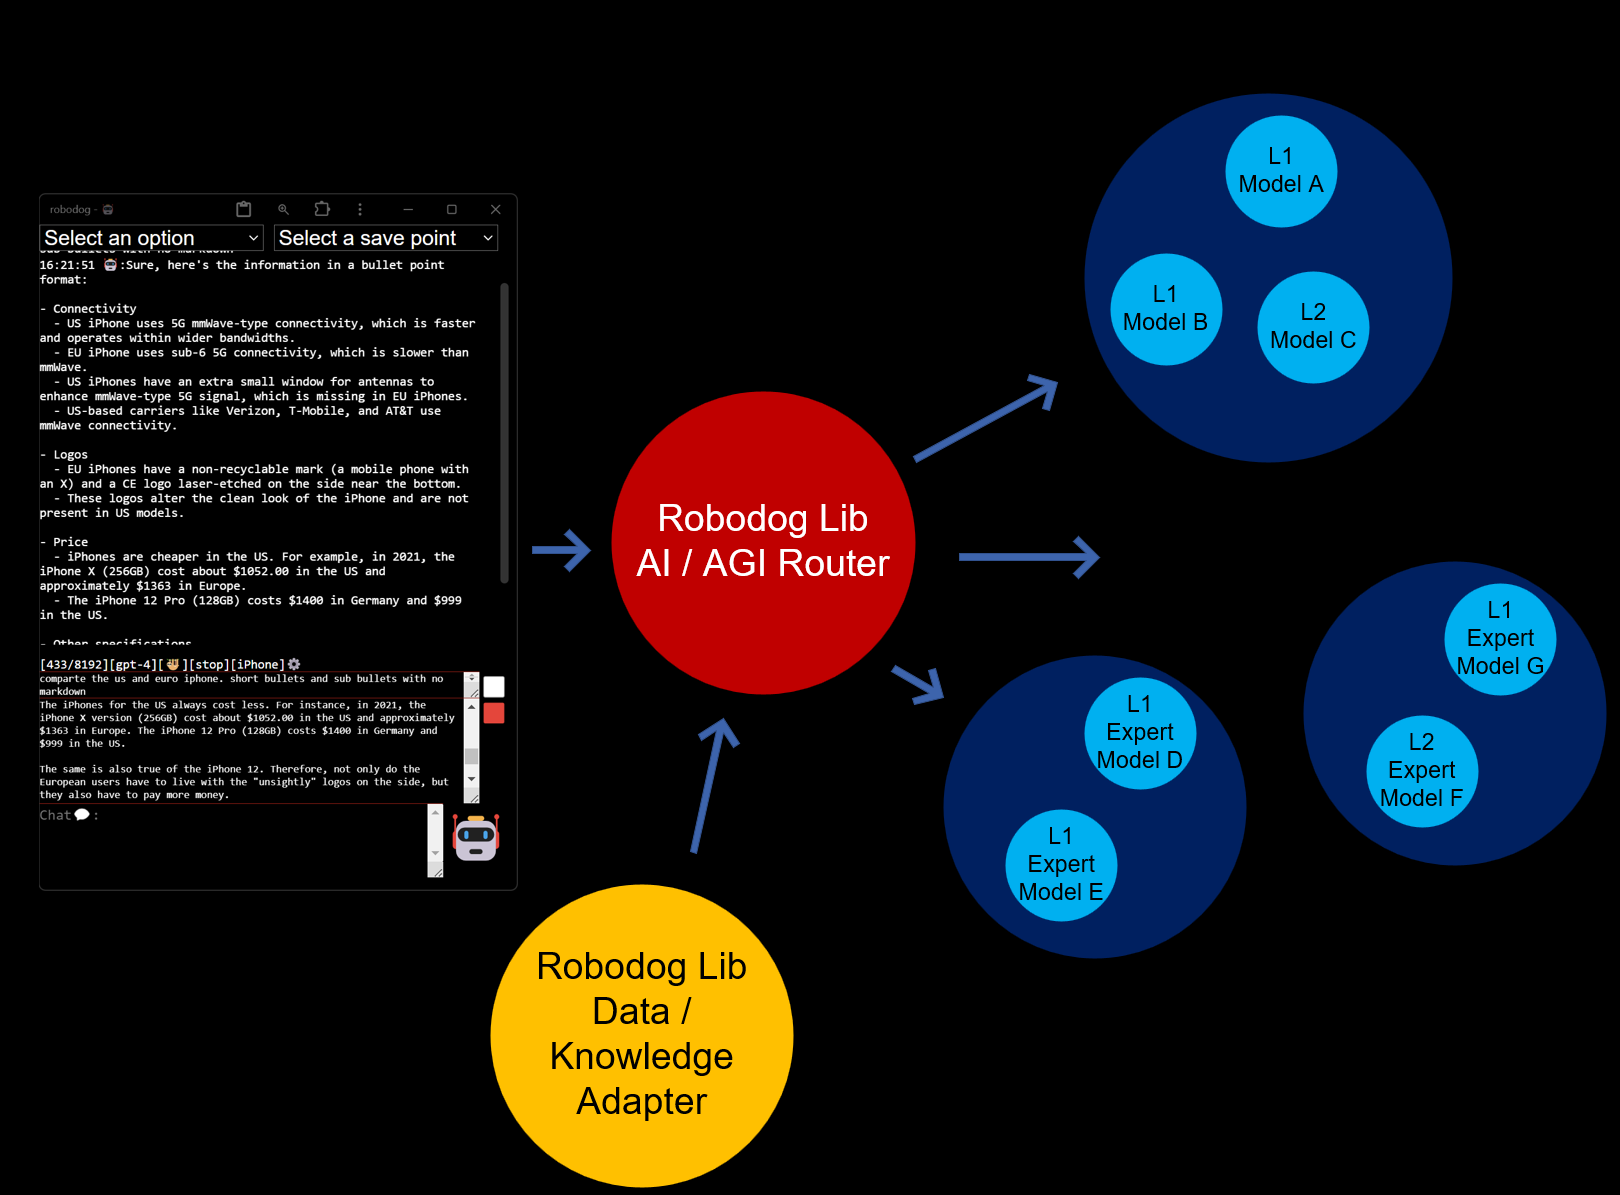 robodog -
Select an option
Select a save point
sub bullets with no markdown
16:21:51 :Sure, here's the information in a bullet point
format:
- Connectivity
- US iPhone uses 5G mmWave-type connectivity, which is faster
and operates within wider bandwidths.
- EU iPhone uses sub-6 5G connectivity, which is slower than
mmWave.
- US iPhones have an extra small window for antennas to
enhance mmWave-type 5G signal, which is missing in EU iPhones.
- US-based carriers like Verizon, T-Mobile, and AT&T use
mmWave connectivity.
- Logos
- EU iPhones have a non-recyclable mark (a mobile phone with
an X) and a CE logo laser-etched on the side near the bottom.
- These logos alter the clean look of the iPhone and are not
present in US models.
- Price
- iPhones are cheaper in the US. For example, in 2021, the
iPhone X (256GB) cost about $1052.00 in the US and
approximately $1363 in Europe.
- The iPhone 12 Pro (128GB) costs $1400 in Germany and $999
in the US.
- Other specifications
[433/8192][gpt-4][][stop][iPhone]
comparte the us and euro iphone. short bullets and sub bullets with no
markdown
The iPhones for the US always cost less. For instance, in 2021, the
iPhone X version (256GB) cost about $1052.00 in the US and approximately
$1363 in Europe. The iPhone 12 Pro (128GB) costs $1400 in Germany and
$999 in the US.
The same is also true of the iPhone 12. Therefore, not only do the
European users have to live with the "unsightly" logos on the side, but
they also have to pay more money.
Chat :
Robodog Lib
AI / AGI Router
Robodog Lib
Data /
Knowledge
Adapter
L1
Model A
L1
Model B
L2
Model C
L1
Expert
Model D
L1
Expert
Model E
L1
Expert
Model G
L2
Expert
Model F